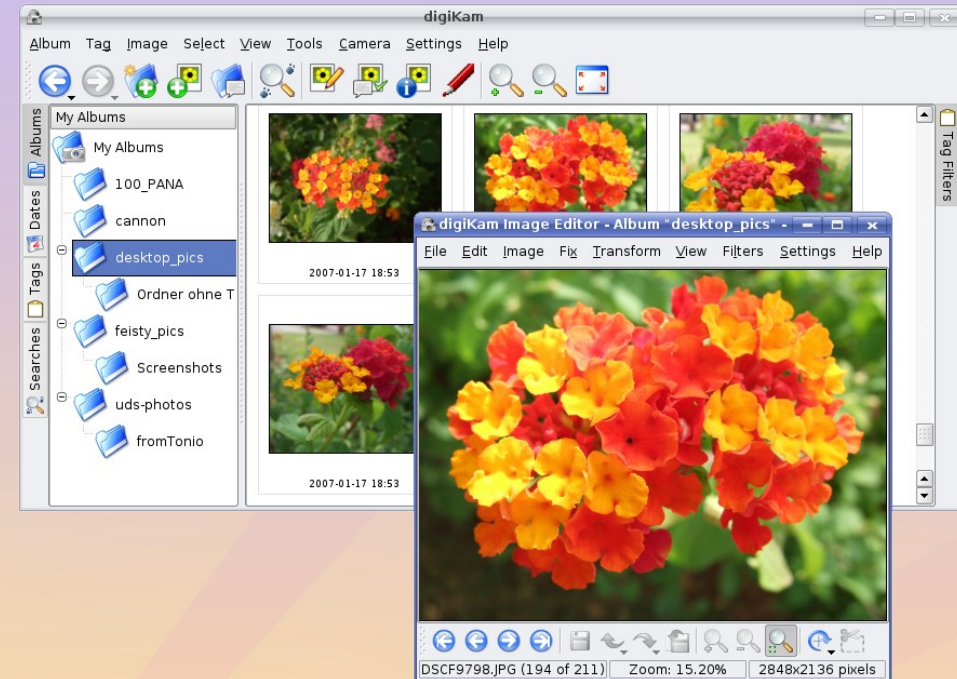 digiKam
Album Tag Image Select View Tools Camera Settings Help
Albums
Dates
Tags
Searches
My Albums
My Albums
100_PANA
cannon
desktop_pics
Ordner ohne T
feisty_pics
Screenshots
uds-photos
fromTonio
2007-01-17 18:53
2007-01-17 18:53
Tag Filters
digiKam Image Editor - Album "desktop_pics" -
File Edit Image Fix Transform View Filters Settings Help
DSCF9798.JPG (194 of 211) Zoom: 15.20% 2848x2136 pixels